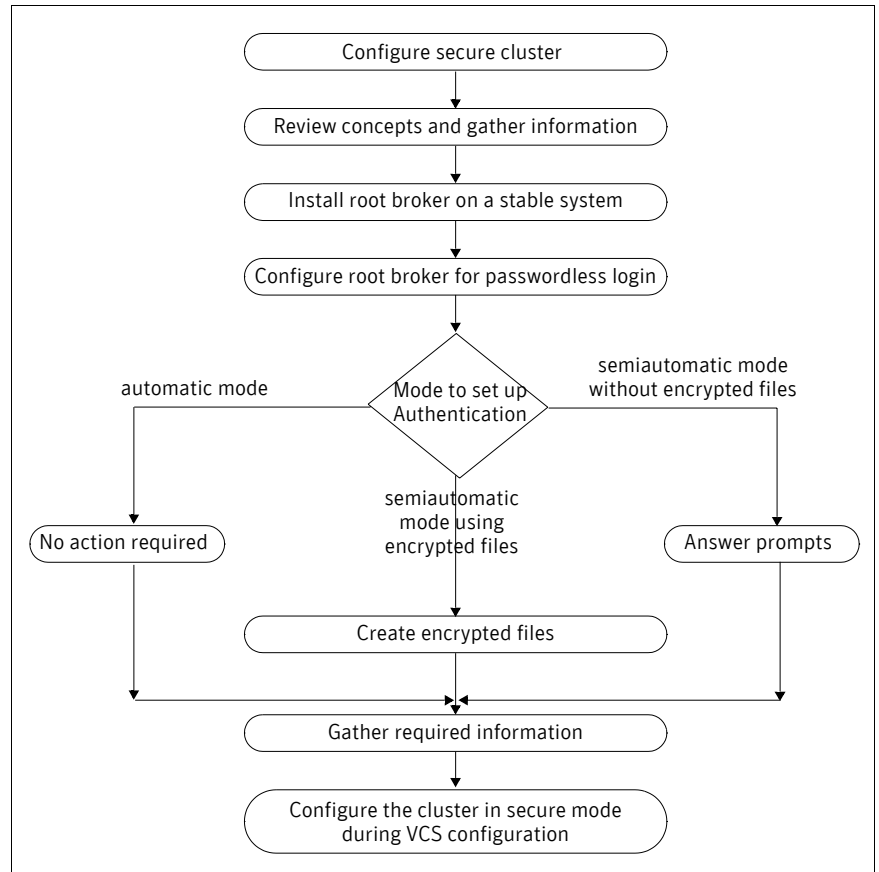 Configure secure cluster
Review concepts and gather information
Install root broker on a stable system
Configure root broker for passwordless login
Mode to set up
Authentication
automatic mode
semiautomatic mode
without encrypted files
semiautomatic
mode using
encrypted files
No action required
Answer prompts
Create encrypted files
Gather required information
Configure the cluster in secure mode
during VCS configuration